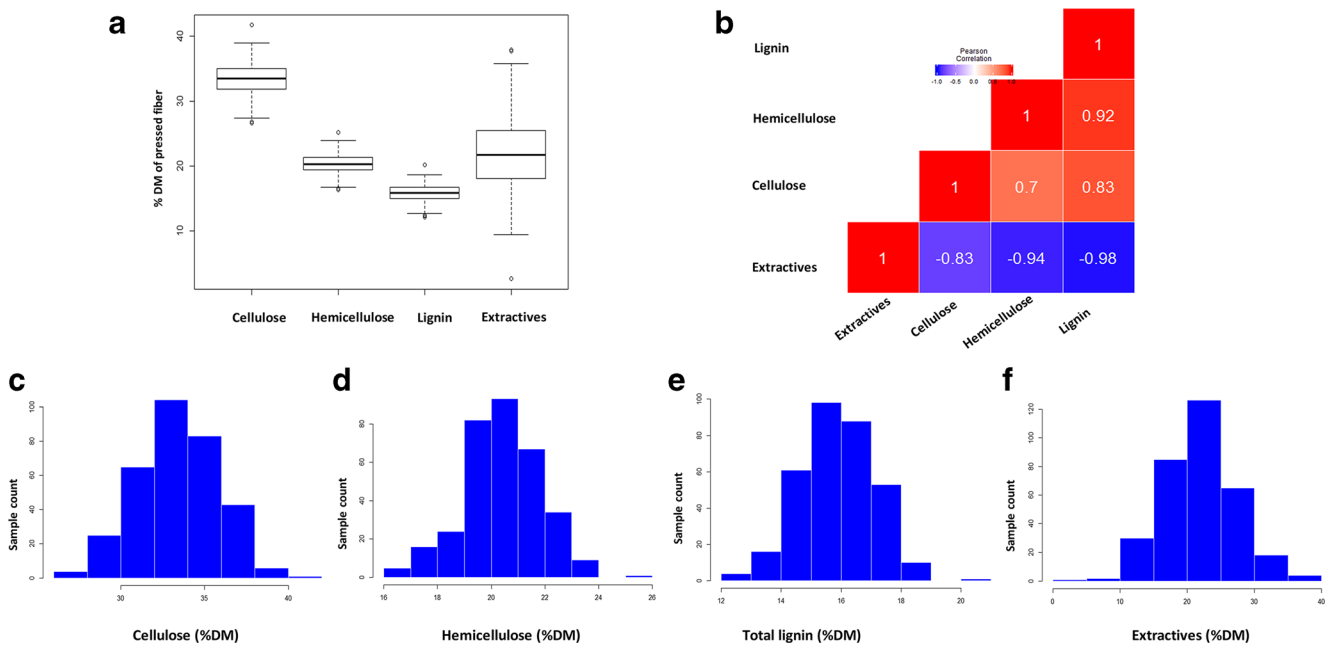 a
% DM of pressed fiber
40
30
20
10
Cellulose
Hemicellulose
Lignin
Extractives
b
Pearson
Correlation
-1.0 -0.5 0.0 0.5 1.0
Lignin
1
Hemicellulose
1
0.92
Cellulose
1
0.7
0.83
Extractives
1
-0.83
-0.94
-0.98
Extractives
Cellulose
Hemicellulose
Lignin
c
Sample count
100
80
60
40
20
0
30
35
40
Cellulose (%DM)
d
Sample count
80
60
40
20
0
16
18
20
22
24
26
Hemicellulose (%DM)
e
Sample count
100
80
60
40
20
0
12
14
16
18
20
Total lignin (%DM)
f
Sample count
120
100
80
60
40
20
0
0
10
20
30
40
Extractives (%DM)